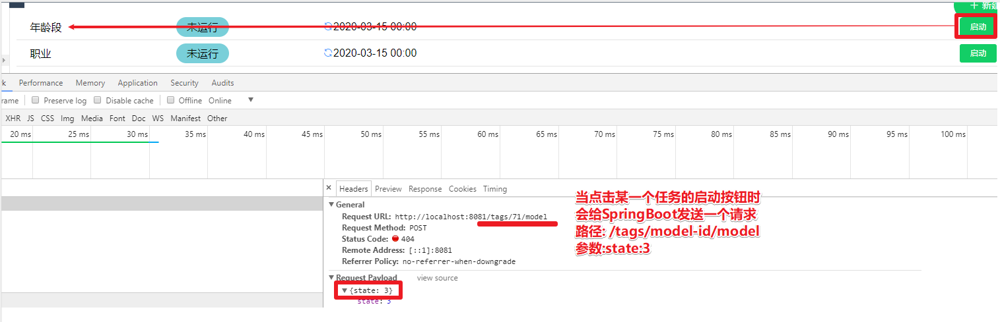 + 新建
年龄段 未运行 2020-03-15 00:00 启动
职业 未运行 2020-03-15 00:00 启动
Performance Memory Application Security Audits
Preserve log Disable cache Offline Online
XHR JS CSS Img Media Font Doc WS Manifest Other
20 ms 25 ms 30 ms 35 ms 40 ms 45 ms 50 ms 55 ms 60 ms 65 ms 70 ms 75 ms 80 ms 85 ms 90 ms 95 ms 100 ms
× Headers Preview Response Cookies Timing
General
Request URL: http://localhost:8081/tags/71/model
Request Method: POST
Status Code: 404
Remote Address: [::1]:8081
Referrer Policy: no-referrer-when-downgrade
Request Payload view source
{state: 3}
state: 3
当点击某一个任务的启动按钮时
会给SpringBoot发送一个请求
路径: /tags/model-id/model
参数:state:3